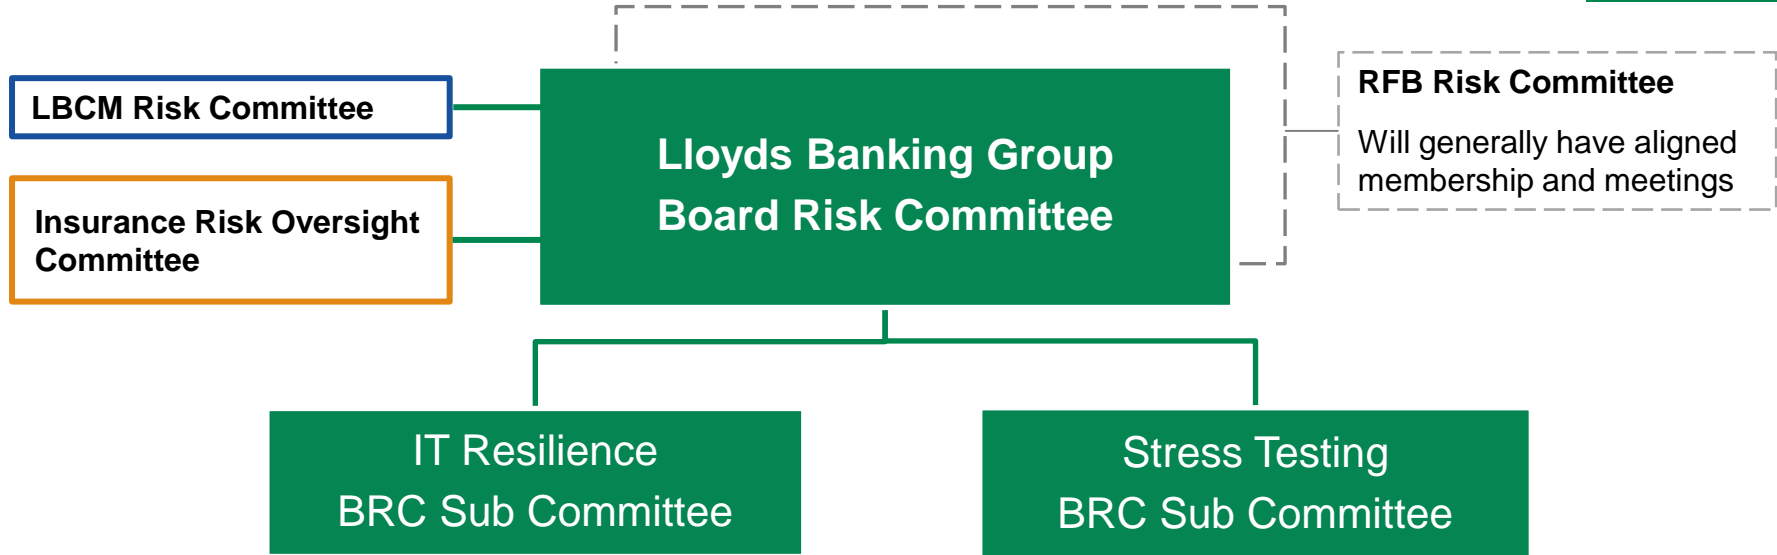 LBCM Risk Committee
Insurance Risk Oversight
Committee
Lloyds Banking Group
Board Risk Committee
RFB Risk Committee
Will generally have aligned
membership and meetings
IT Resilience
BRC Sub Committee
Stress Testing
BRC Sub Committee